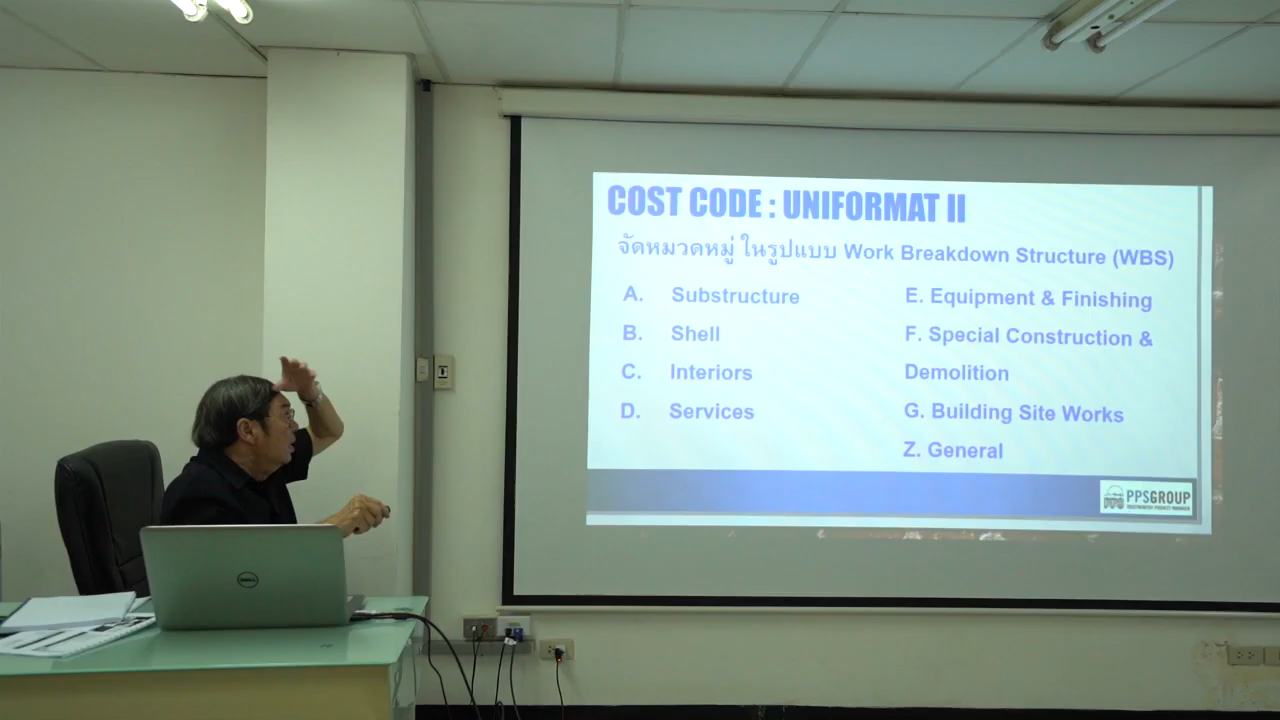 COST CODE : UNIFORMAT II
จัดหมวดหมู่ ในรูปแบบ Work Breakdown Structure (WBS)
A. Substructure
B. Shell
C. Interiors
D. Services
E. Equipment & Finishing
F. Special Construction &
Demolition
G. Building Site Works
Z. General
PPSGROUP
DELL